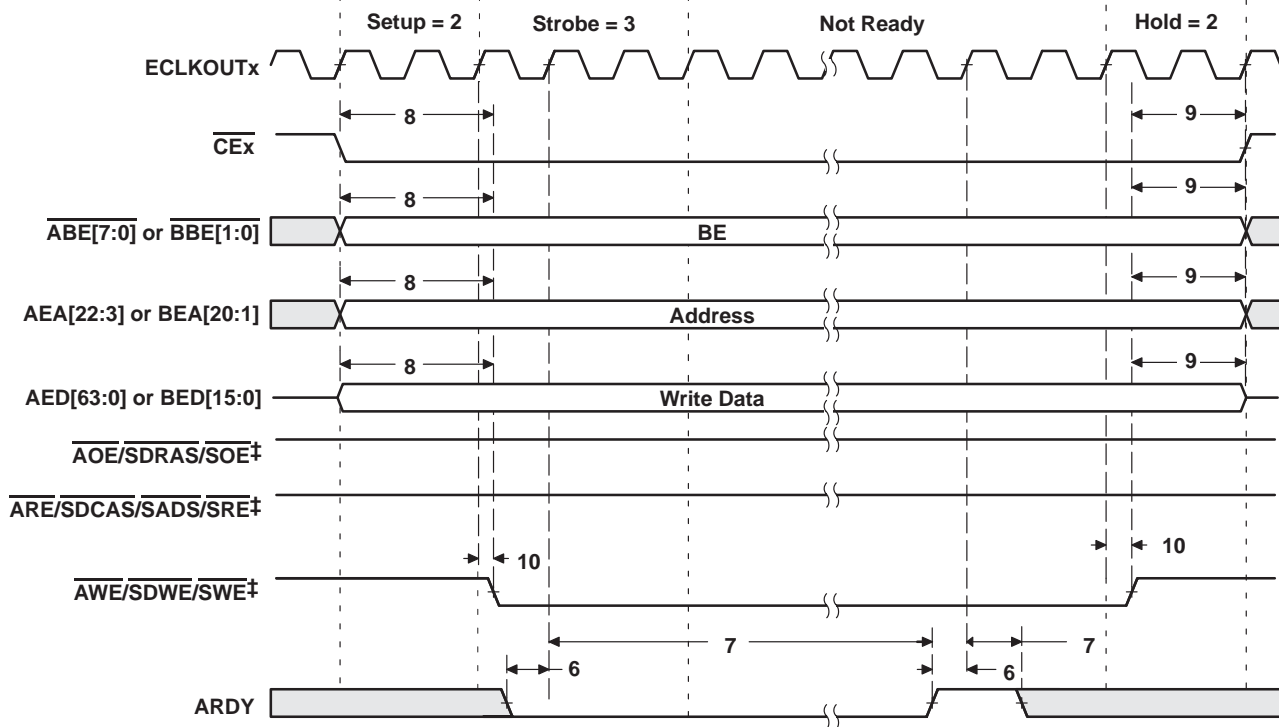 Setup = 2 Strobe = 3 Not Ready Hold = 2
ECLKOUTx
8 9
CEx
8 9
ABE[7:0] or BBE[1:0] BE
8 9
AEA[22:3] or BEA[20:1] Address
8 9
AED[63:0] or BED[15:0] Write Data
AOE/SDRAS/SOE‡
ARE/SDCAS/SADS/SRE‡
10 10
AWE/SDWE/SWE‡
7 7
6 6
ARDY